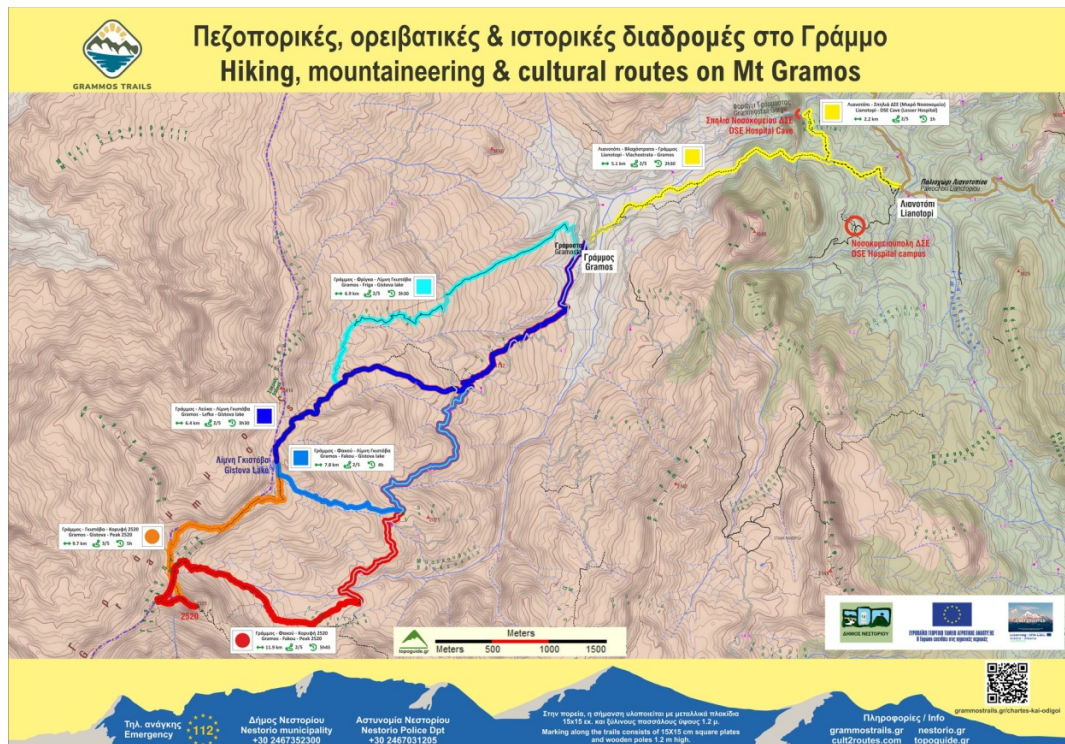 Πεζοπορικές, ορειβατικές & ιστορικές διαδρομές στο Γράμμο
Hiking, mountaineering & cultural routes on Mt Gramos
GRAMMOS TRAILS
Λιανοτόπι - Σπηλιά ΔΣΕ (Μικρό Νοσοκομείο)
Lianotopi - DSE Cave (Lesser Hospital)
2.2 km 2/5 1h
Σπηλιά Νοσοκομείου ΔΣΕ
DSE Hospital Cave
Λιανοτόπι - Βλαχόστρατα - Γράμμος
Lianotopi - Vlachostrata - Gramos
5.1 km 2/5 2h30
Παλιοχώρι Λιανοτοπίου
Λιανοτόπι
Lianotopi
Νοσοκομειούπολη ΔΣΕ
DSE Hospital campus
Γράμμος
Gramos
Γράμμος - Φρίγκα - Λίμνη Γκιστόβα
Gramos - Friga - Gistova lake
6.9 km 2/5 3h30
Γράμμος - Λεύκα - Λίμνη Γκιστόβα
Gramos - Lefka - Gistova lake
6.4 km 2/5 3h30
Λίμνη Γκιστόβα
Gistova Lake
Γράμμος - Φακού - Λίμνη Γκιστόβα
Gramos - Fakou - Gistova lake
7.8 km 2/5 4h
Γράμμος - Γκιστόβα - Κορυφή 2520
Gramos - Gistova - Peak 2520
9.7 km 3/5 5h
2520
Γράμμος - Φακού - Κορυφή 2520
Gramos - Fakou - Peak 2520
11.9 km 3/5 5h45
topoguide.gr
Meters
Meters 500 1000 1500
ΔΗΜΟΣ ΝΕΣΤΟΡΙΟΥ
grammostrails.gr/chartes-kai-odigoi
Τηλ. ανάγκης
Emergency
112
Δήμος Νεστορίου
Nestorio municipality
+30 2467352300
Αστυνομία Νεστορίου
Nestorio Police Dpt
+30 2467031205
Στην πορεία, η σήμανση υλοποιείται με μεταλλικά πλακίδια
15x15 εκ. και ξύλινους πασσάλους ύψους 1.2 μ.
Marking along the trails consists of 15X15 cm square plates
and wooden poles 1.2 m high.
Πληροφορίες / Info
grammostrails.gr nestorio.gr
cult2routes.com topoguide.gr